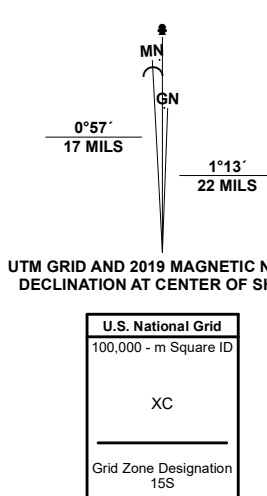 MN
GN
0°57´
17 MILS
1°13´
22 MILS
UTM GRID AND 2019 MAGNETIC N
DECLINATION AT CENTER OF SH
U.S. National Grid
100,000 - m Square ID
XC
Grid Zone Designation
15S